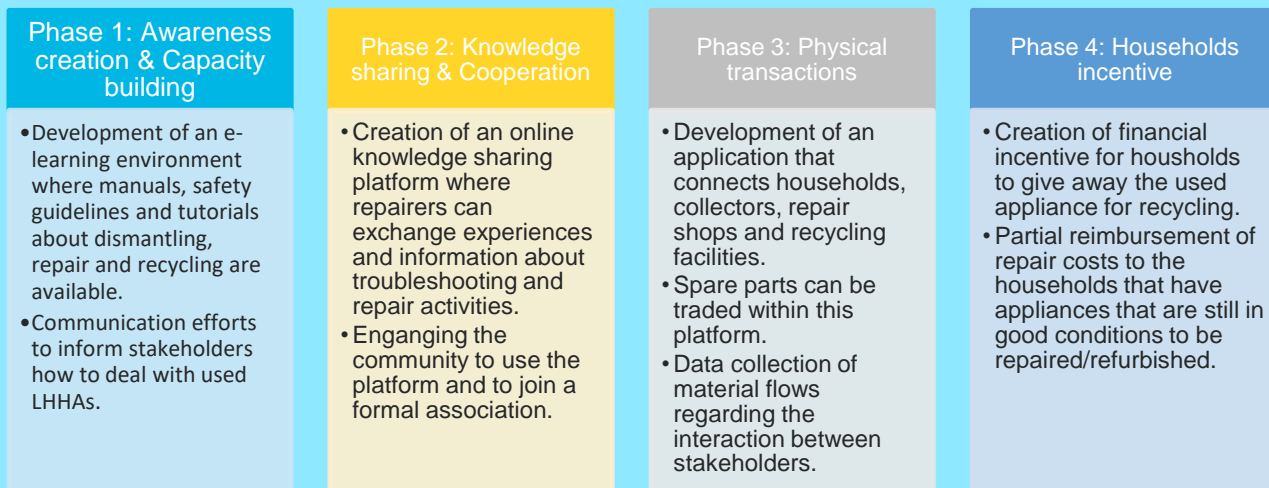 Phase 1: Awareness
creation & Capacity
building
•Development of an e-
learning environment
where manuals, safety
guidelines and tutorials
about dismantling,
repair and recycling are
available.
•Communication efforts
to inform stakeholders
how to deal with used
LHHAs.
Phase 2: Knowledge
sharing & Cooperation
•Creation of an online
knowledge sharing
platform where
repairers can
exchange experiences
and information about
troubleshooting and
repair activities.
•Enganging the
community to use the
platform and to join a
formal association.
Phase 3: Physical
transactions
•Development of an
application that
connects households,
collectors, repair
shops and recycling
facilities.
•Spare parts can be
traded within this
platform.
•Data collection of
material flows
regarding the
interaction between
stakeholders.
Phase 4: Households
incentive
•Creation of financial
incentive for housholds
to give away the used
appliance for recycling.
•Partial reimbursement of
repair costs to the
households that have
appliances that are still in
good conditions to be
repaired/refurbished.